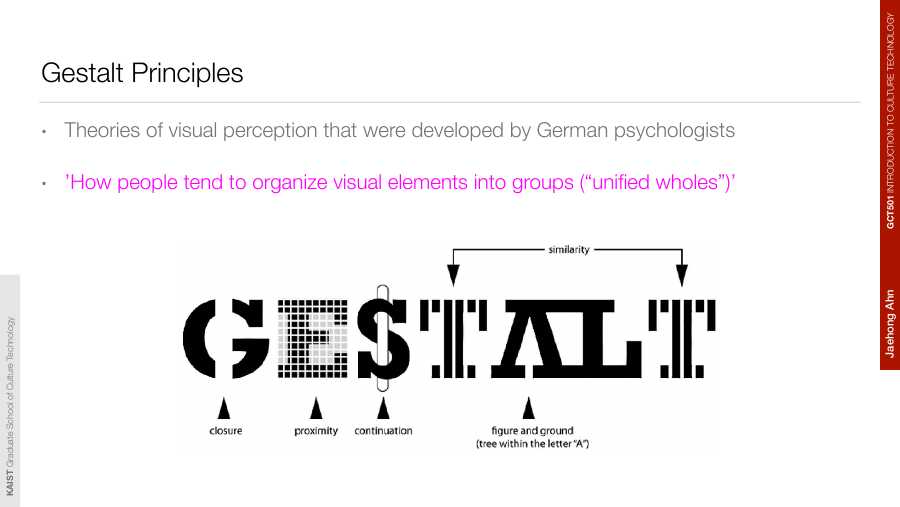 Gestalt Principles
• Theories of visual perception that were developed by German psychologists
• ’How people tend to organize visual elements into groups (“unified wholes”)’
similarity
GESTALT
closure
proximity
continuation
figure and ground
(tree within the letter “A”)
KAIST Graduate School of Culture Technology
GCT501 INTRODUCTION TO CULTURE TECHNOLOGY
Jaehong Ahn